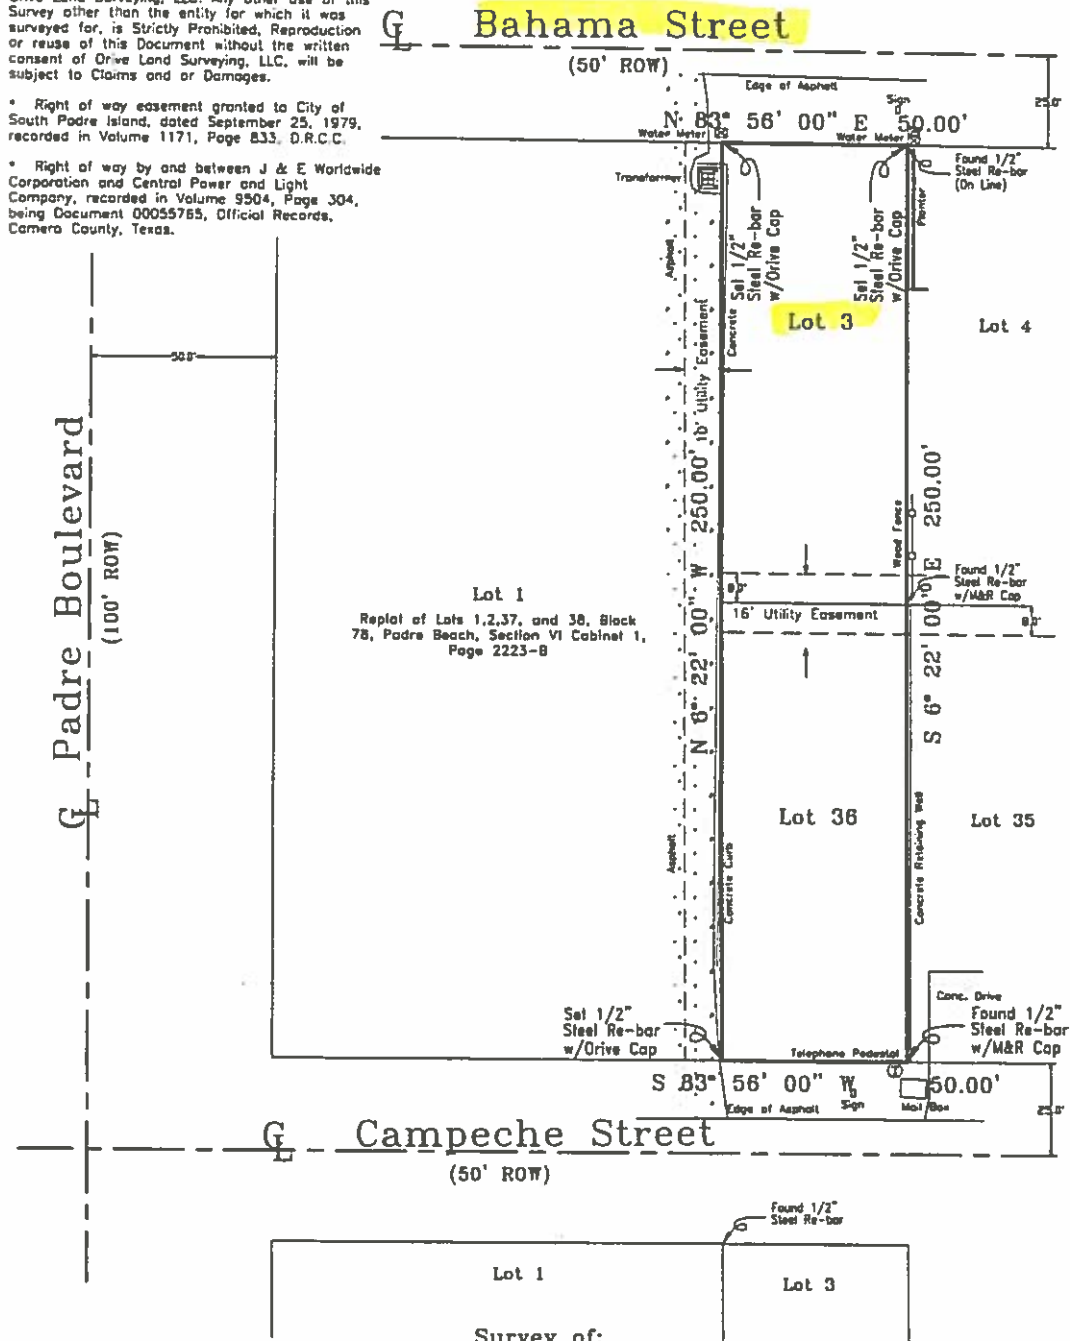 Survey other than the entity for which it was
surveyed for, is Strictly Prohibited, Reproduction
or reuse of this Document without the written
consent of Orive Land Surveying, LLC, will be
subject to Claims and or Damages.
* Right of way easement granted to City of
South Padre Island, dated September 25, 1979,
recorded in Volume 1171, Page 833, D.R.C.C.
* Right of way by and between J & E Worldwide
Corporation and Central Power and Light
Company, recorded in Volume 9504, Page 304,
being Document 00055765, Official Records,
Camero County, Texas.
CL Bahama Street
(50' ROW)
Edge of Asphalt
25.0'
Sign
N 83° 56' 00" E 50.00'
Water Meter
Water Meter
Found 1/2"
Steel Re-bar
(On Line)
Transformer
Planter
Set 1/2"
Steel Re-bar
w/Orive Cap
Set 1/2"
Steel Re-bar
w/Orive Cap
Asphalt
Concrete
10' Utility Easement
Lot 3
Lot 4
50.0'
CL Padre Boulevard
(100' ROW)
N 6° 22' 00" W 250.00'
S 6° 22' 00" E 250.00'
Wood Fence
Found 1/2"
Steel Re-bar
w/M&R Cap
8.0'
16' Utility Easement
8.0'
Lot 1
Replat of Lots 1,2,37, and 38, Block
78, Padre Beach, Section VI Cabinet 1,
Page 2223-B
Lot 36
Lot 35
Asphalt
Concrete Curb
Concrete Retaining Wall
Conc. Drive
Set 1/2"
Steel Re-bar
w/Orive Cap
Found 1/2"
Steel Re-bar
w/M&R Cap
Telephone Pedestal
T
S 83° 56' 00" W 50.00'
Edge of Asphalt
Sign
Mail Box
25.0'
CL Campeche Street
(50' ROW)
Found 1/2"
Steel Re-bar
Lot 1
Lot 3
Survey of: